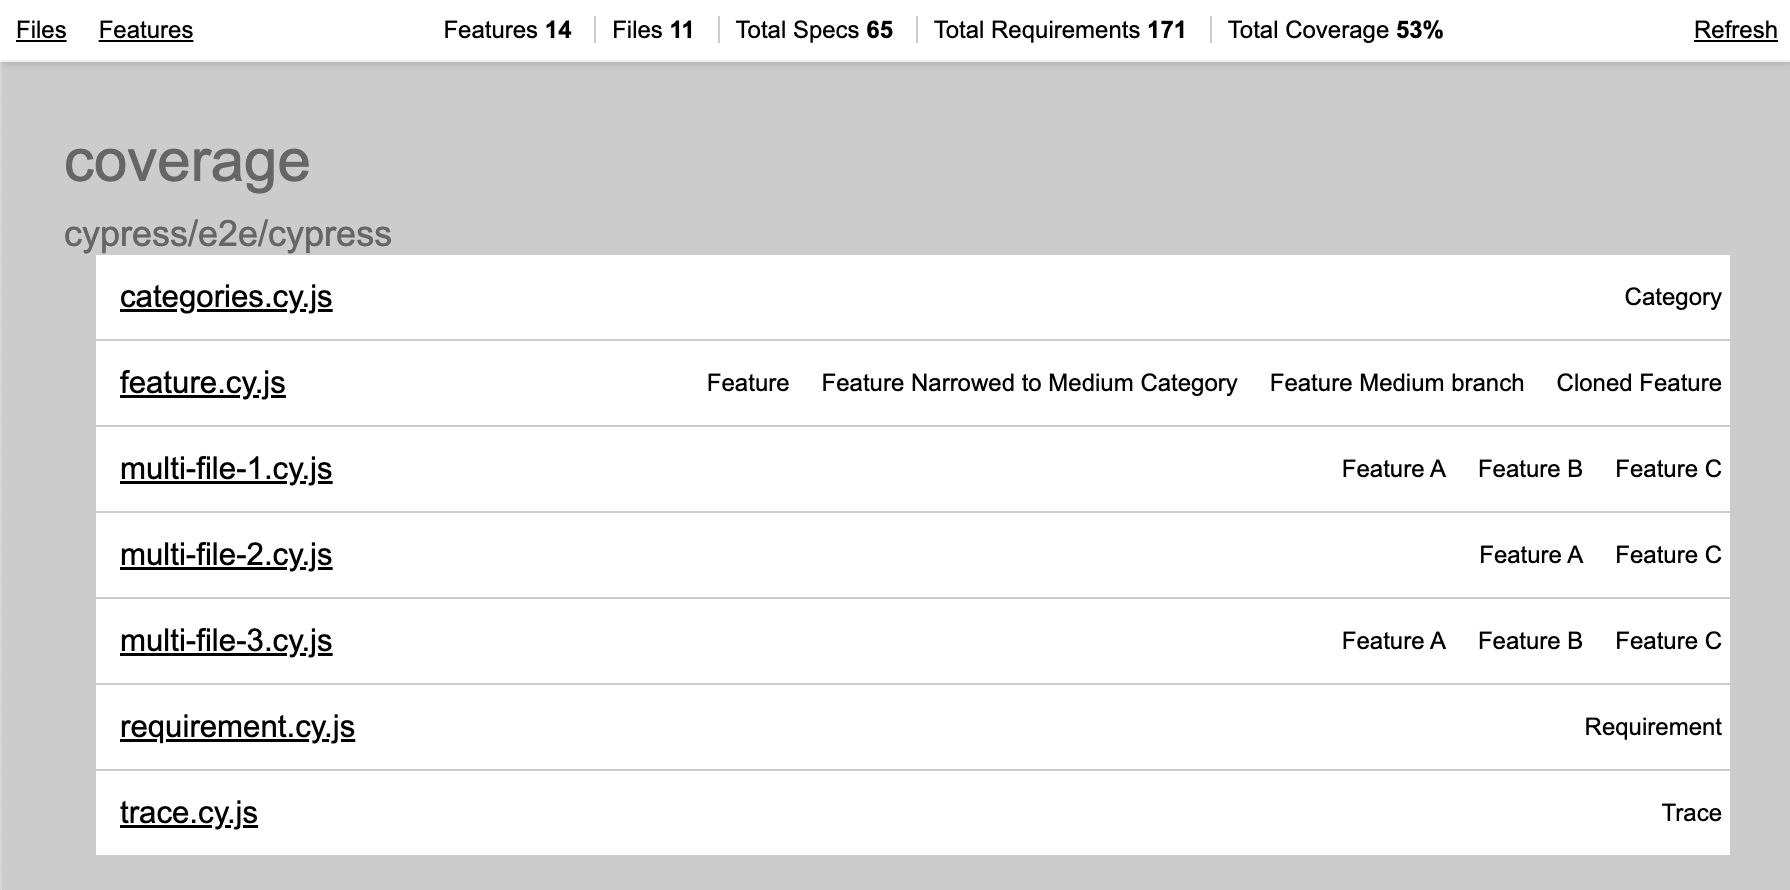 Files Features Features 14 Files 11 Total Specs 65 Total Requirements 171 Total Coverage 53% Refresh
coverage
cypress/e2e/cypress
categories.cy.js Category
feature.cy.js Feature Feature Narrowed to Medium Category Feature Medium branch Cloned Feature
multi-file-1.cy.js Feature A Feature B Feature C
multi-file-2.cy.js Feature A Feature C
multi-file-3.cy.js Feature A Feature B Feature C
requirement.cy.js Requirement
trace.cy.js Trace